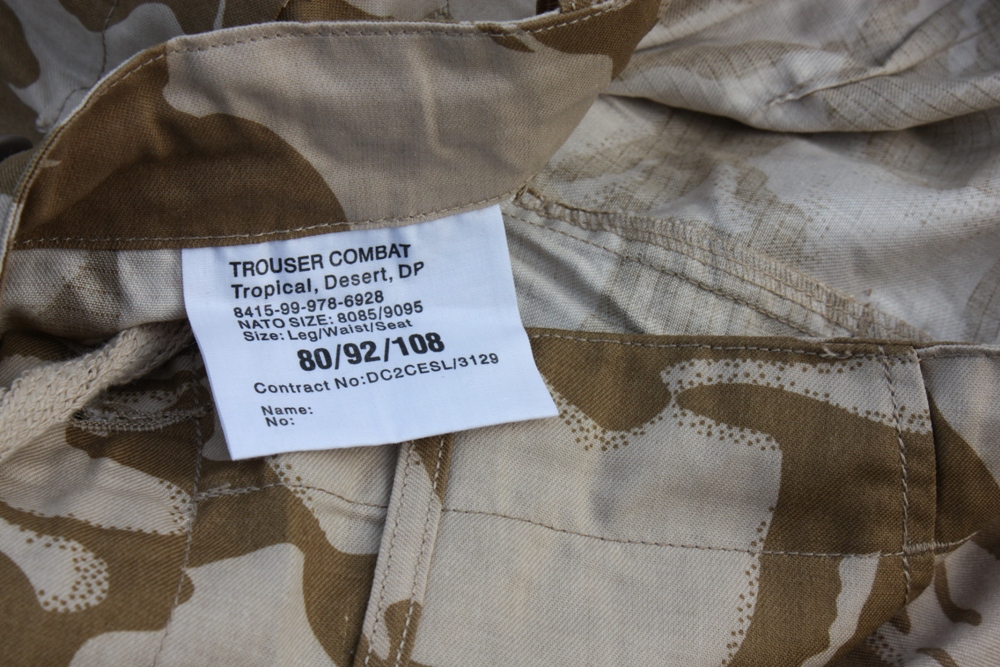 TROUSER COMBAT
Tropical, Desert, DP
8415-99-978-6928
NATO SIZE: 8085/9095
Size: Leg/Waist/Seat
80/92/108
Contract No:DC2CESL/3129
Name:
No: